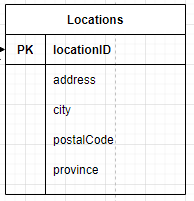 Locations
PK locationID
address
city
postalCode
province